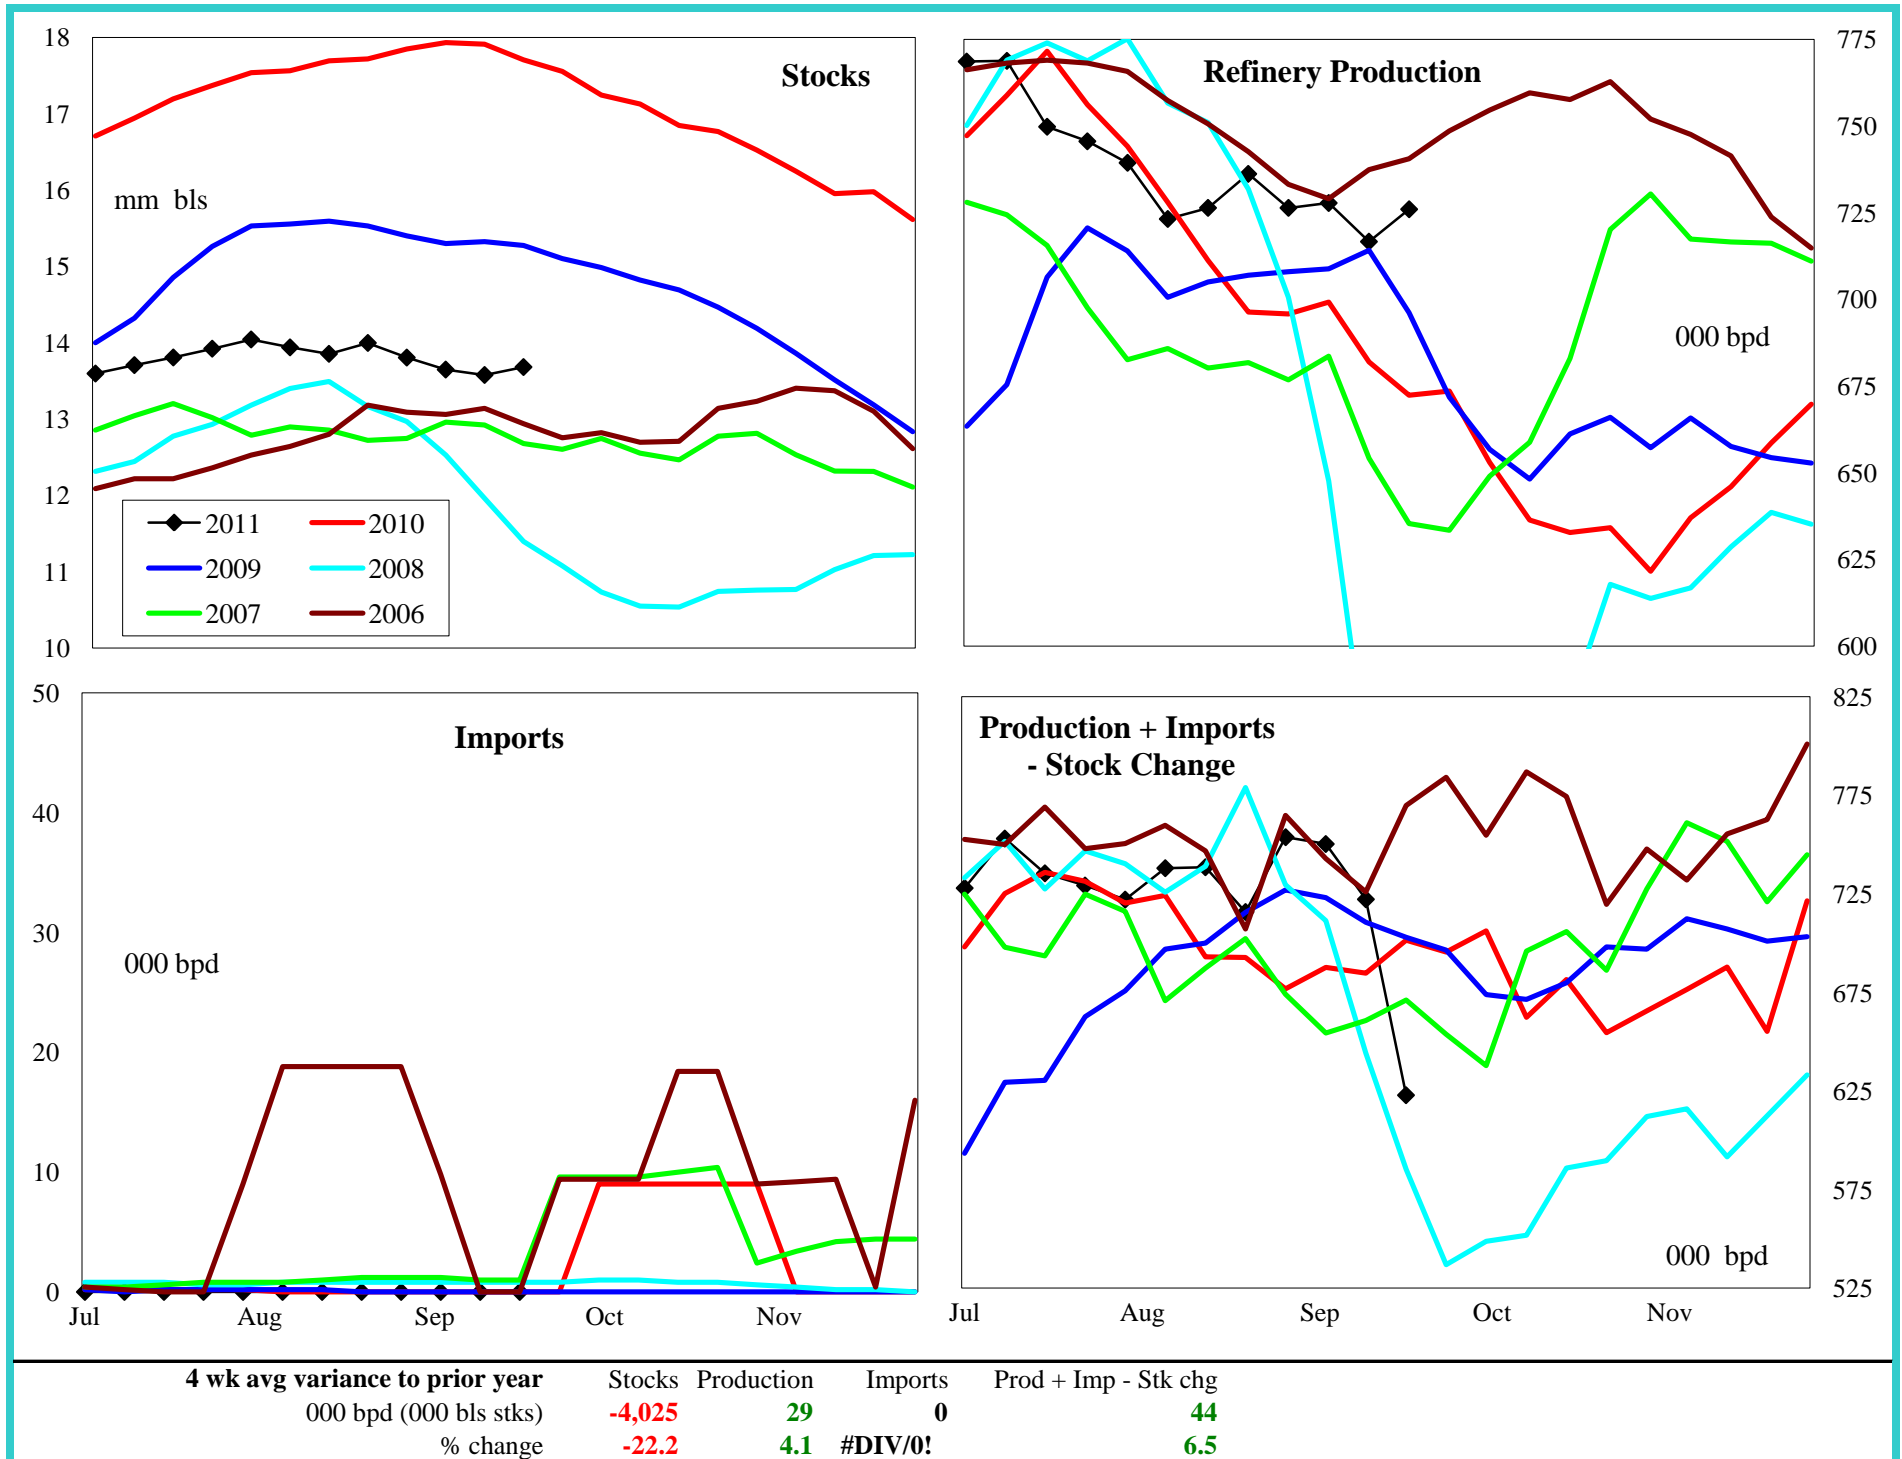 Stocks
mm bls
18
17
16
15
14
13
12
11
10
2011
2010
2009
2008
2007
2006
Refinery Production
000 bpd
775
750
725
700
675
650
625
600
Imports
000 bpd
50
40
30
20
10
0
Jul Aug Sep Oct Nov
Production + Imports
- Stock Change
000 bpd
825
775
725
675
625
575
525
Jul Aug Sep Oct Nov
4 wk avg variance to prior year Stocks Production Imports Prod + Imp - Stk chg
000 bpd (000 bls stks) -4,025 29 0 44
% change -22.2 4.1 #DIV/0! 6.5